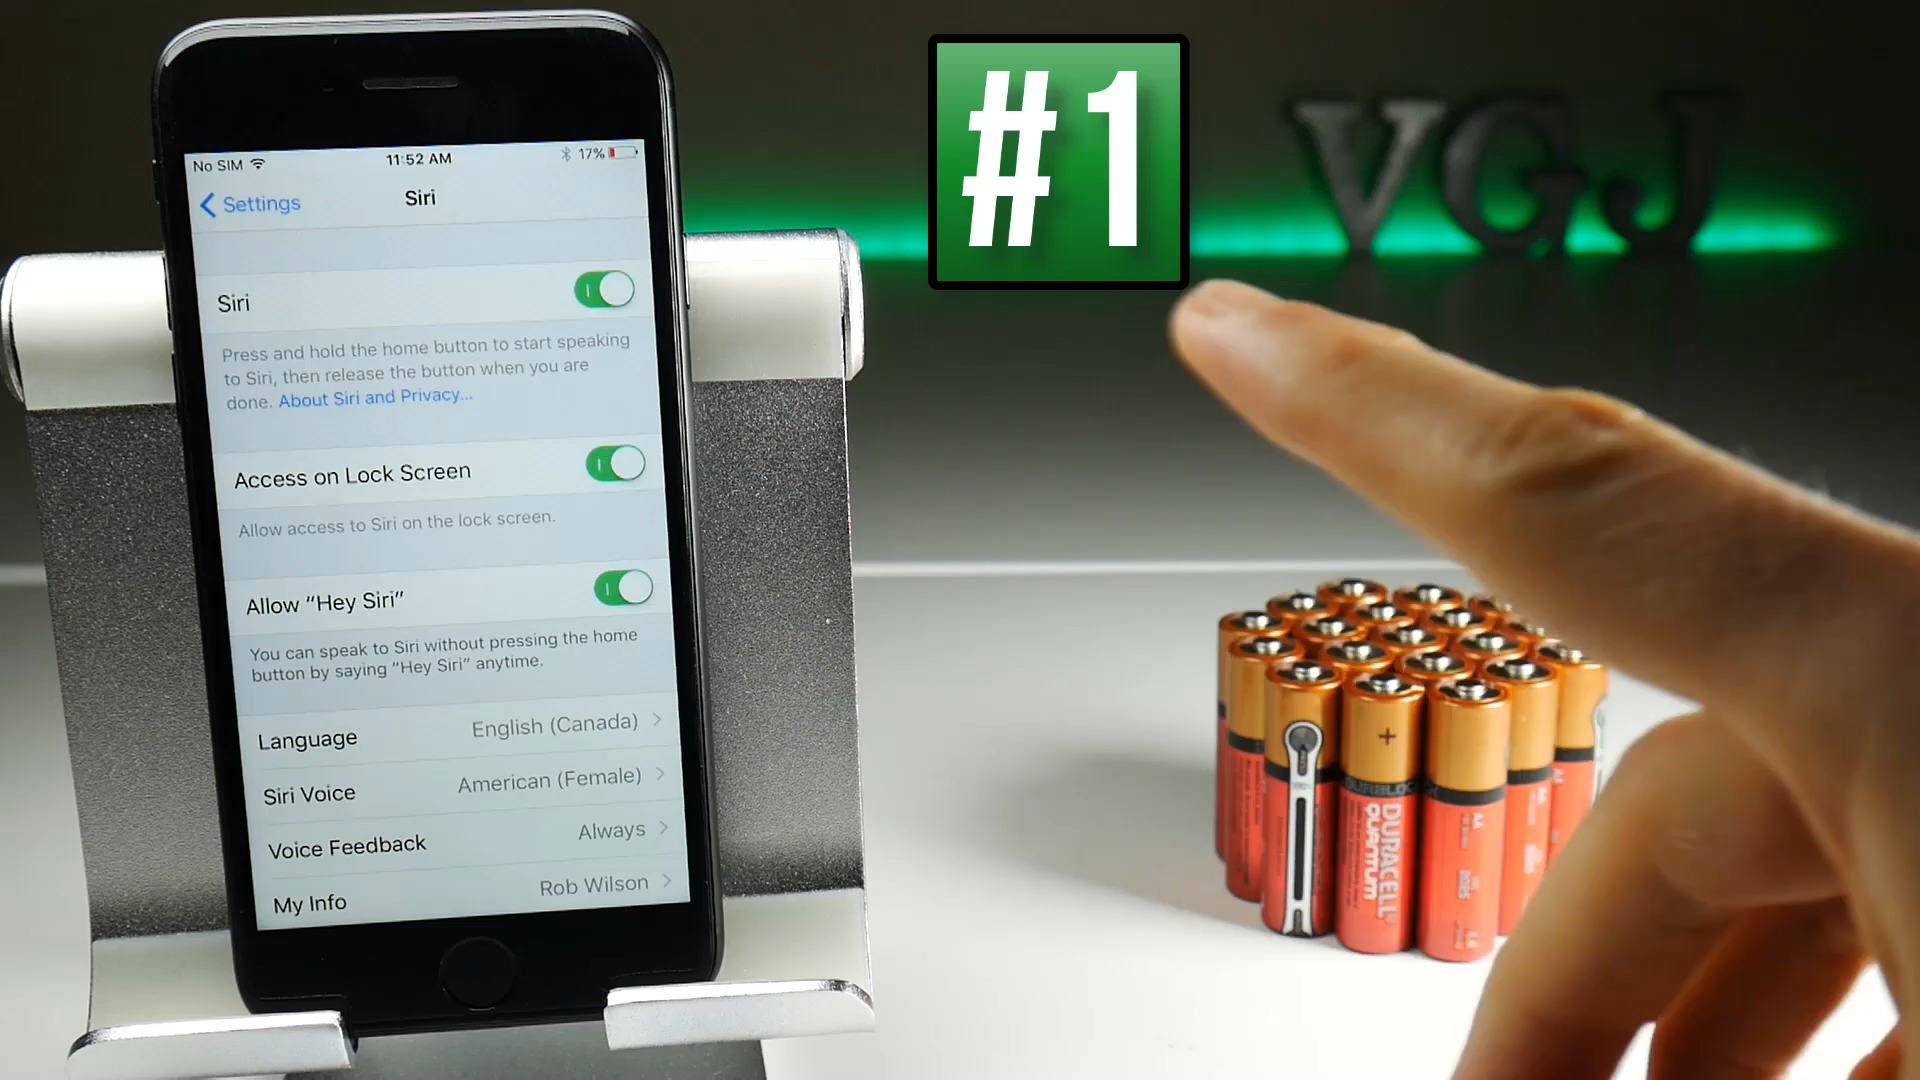 No SIM
11:52 AM
17%
Settings
Siri
Siri
Press and hold the home button to start speaking
to Siri, then release the button when you are
done. About Siri and Privacy...
Access on Lock Screen
Allow access to Siri on the lock screen.
Allow “Hey Siri”
You can speak to Siri without pressing the home
button by saying “Hey Siri” anytime.
Language
English (Canada)
Siri Voice
American (Female)
Voice Feedback
Always
My Info
Rob Wilson
#1
VGJ
+
DURALOCK
DURACELL
QUANTUM
AA